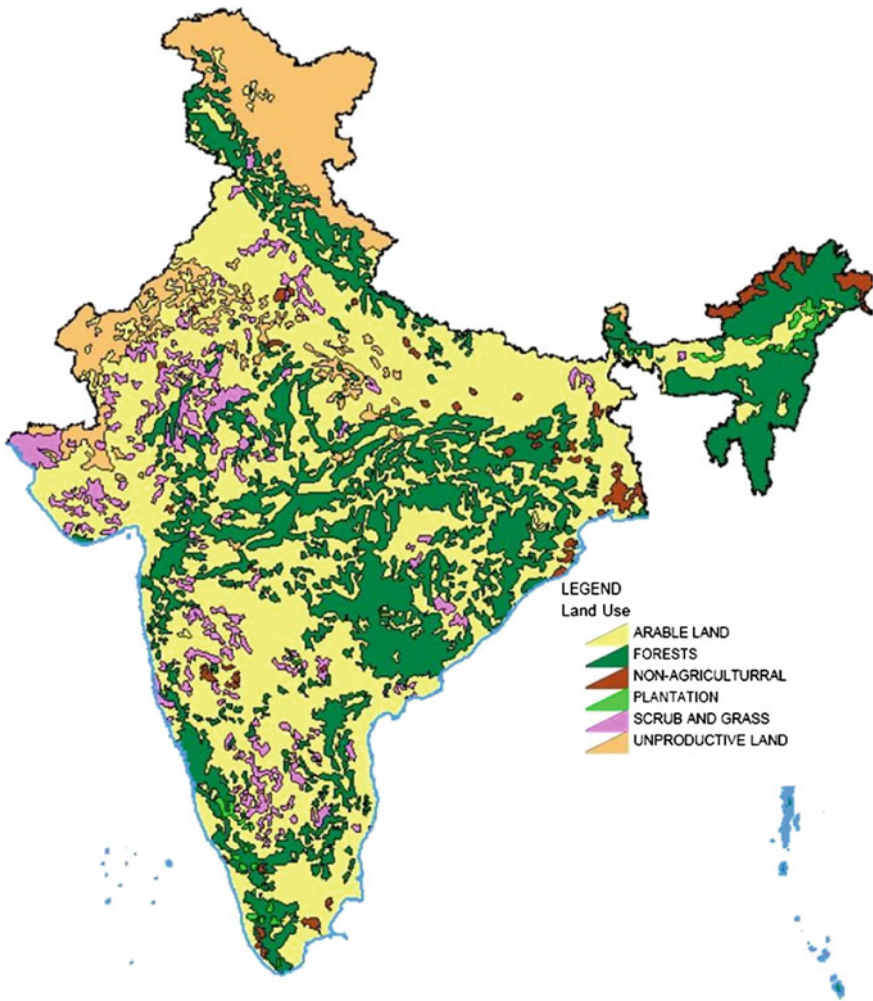 LEGEND
Land Use
ARABLE LAND
FORESTS
NON-AGRICULTURRAL
PLANTATION
SCRUB AND GRASS
UNPRODUCTIVE LAND